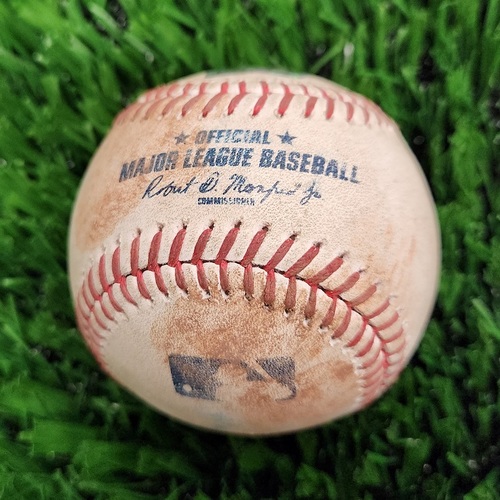 ★ OFFICIAL ★
MAJOR LEAGUE BASEBALL
Robert D. Manfred Jr.
COMMISSIONER